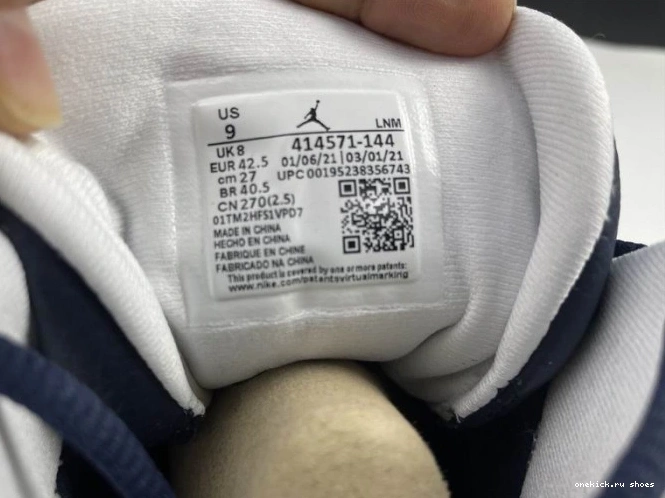 US
9
LNM
UK 8
414571-144
EUR 42.5
01/06/21 | 03/01/21
cm 27
UPC 00195238356743
BR 40.5
CN 270(2.5)
01TM2HFS1VPD7
MADE IN CHINA
HECHO EN CHINA
FABRIQUE EN CHINE
FABRICADO NA CHINA
This product is covered by one or more patents:
www.nike.com/patentsvirtualmarking
onekick.ru shoes